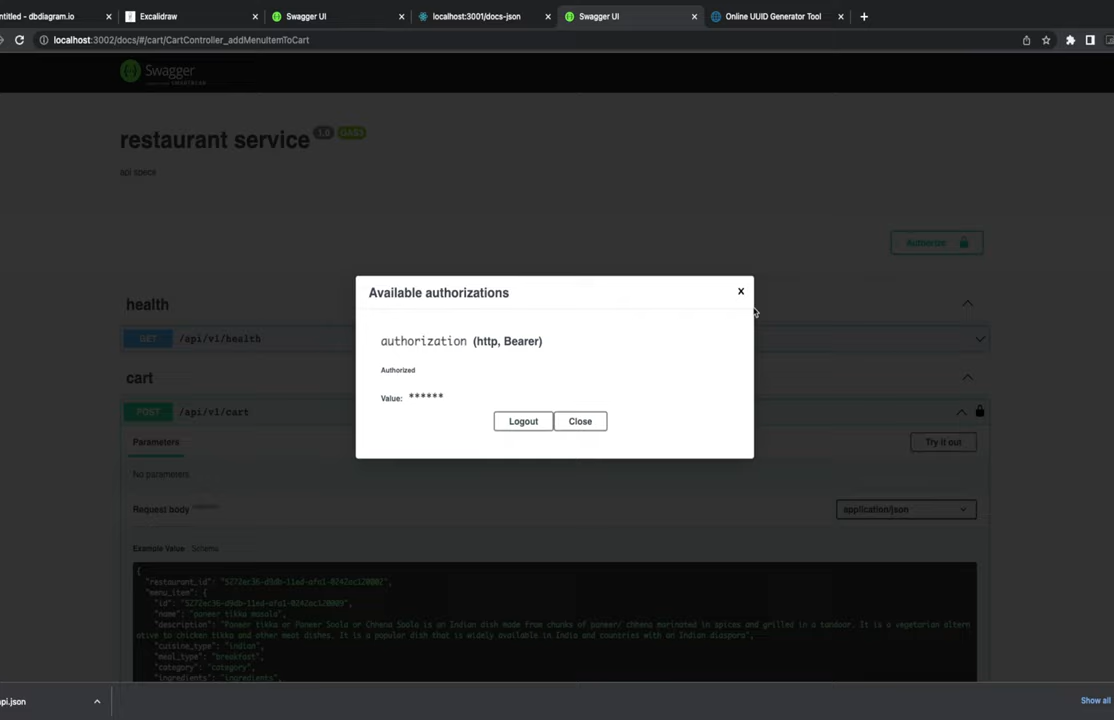 ntitled - dbdiagram.io
Excalidraw
Swagger UI
localhost:3001/docs-json
Swagger UI
Online UUID Generator Tool
localhost:3002/docs/#/cart/CartController_addMenuItemToCart
Swagger
restaurant service 1.0 OAS3
api specs
Authorize
Available authorizations
x
authorization (http, Bearer)
Authorized
Value: ******
Logout
Close
health
GET /api/v1/health
cart
POST /api/v1/cart
Parameters
Try it out
No parameters
Request body
application/json
Example Value Schema
{
"restaurant_id": "5272ec36-d9db-11ed-afa1-0242ac120002",
"menu_item": {
"id": "5272ec36-d9db-11ed-afa1-0242ac120009",
"name": "paneer tikka masala",
"description": "Paneer tikka or Paneer Soola or Chhena Soola is an Indian dish made from chunks of paneer/ chhena marinated in spices and grilled in a tandoor. It is a vegetarian altern
ative to chicken tikka and other meat dishes. It is a popular dish that is widely available in India and countries with an Indian diaspora",
"cuisine_type": "indian",
"meal_type": "breakfast",
"category": "category",
"ingredients": "ingredients",
api.json
Show all